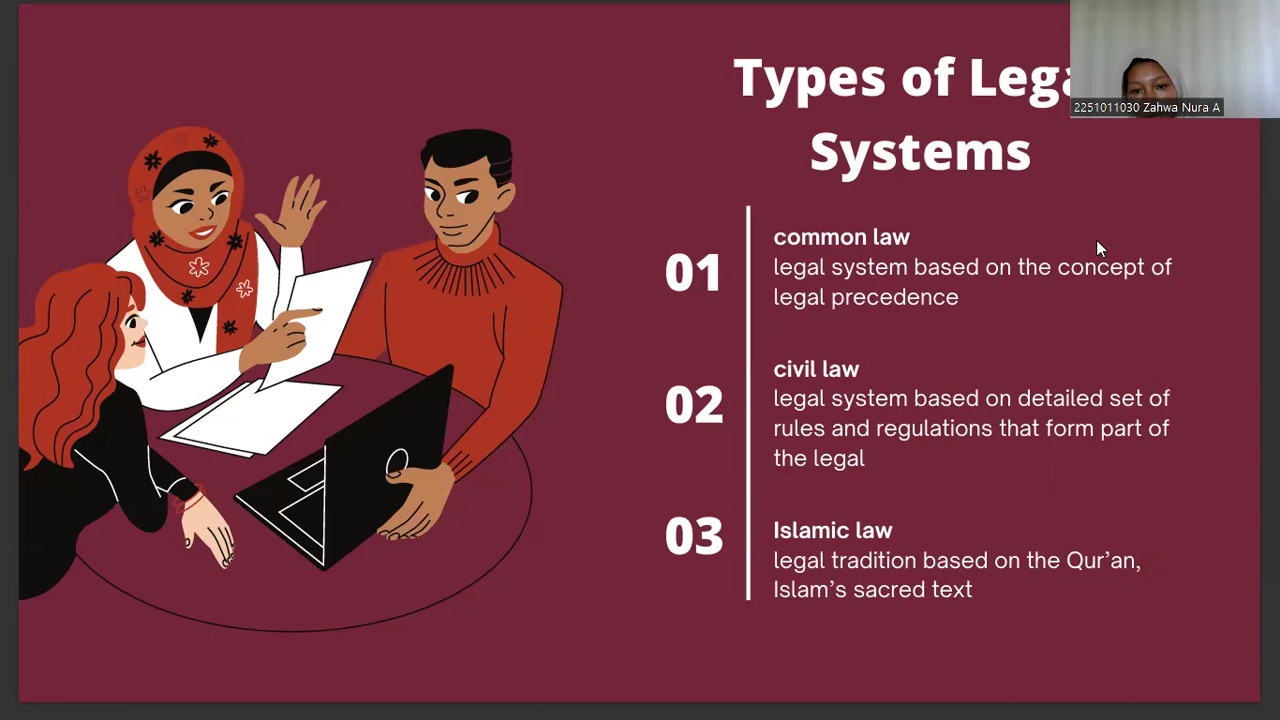 Types of Lega
Systems
2251011030 Zahwa Nura A
01
common law
legal system based on the concept of
legal precedence
02
civil law
legal system based on detailed set of
rules and regulations that form part of
the legal
03
Islamic law
legal tradition based on the Qur’an,
Islam’s sacred text